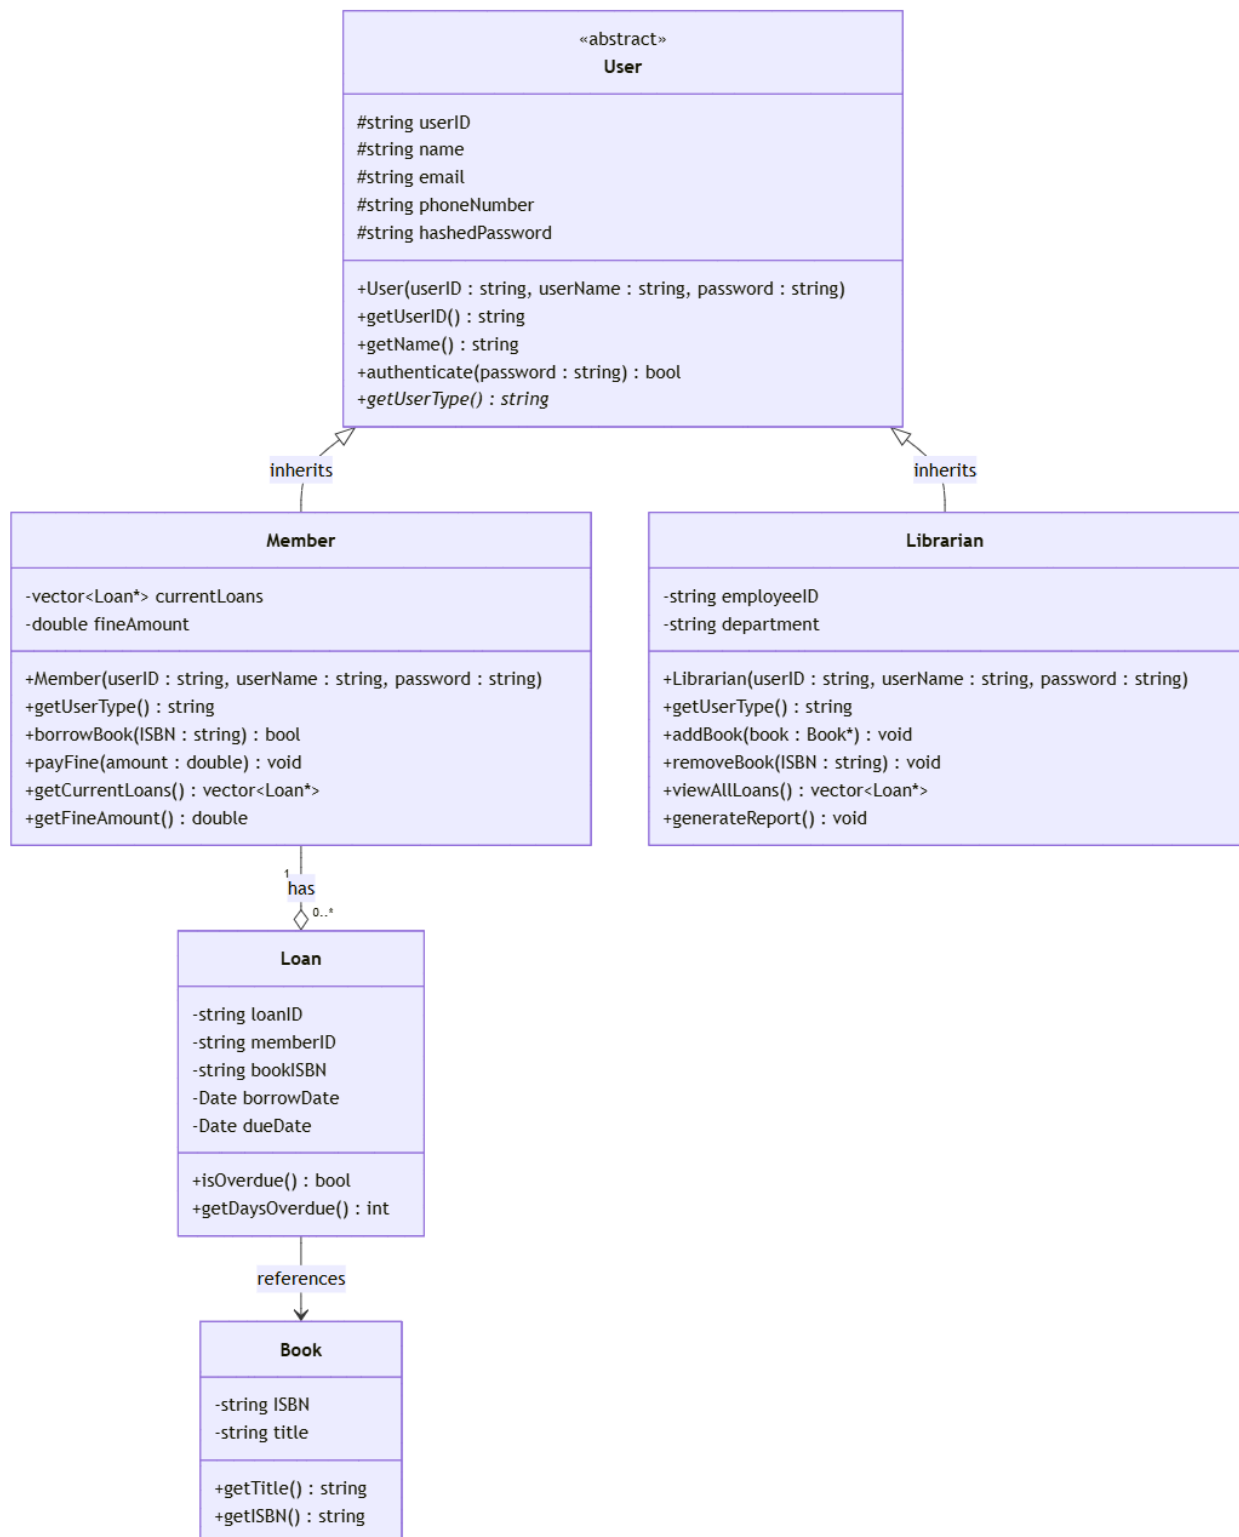 «abstract»
User
#string userID
#string name
#string email
#string phoneNumber
#string hashedPassword
+User(userID : string, userName : string, password : string)
+getUserID() : string
+getName() : string
+authenticate(password : string) : bool
+getUserType() : string
inherits
inherits
Member
-vector<Loan*> currentLoans
-double fineAmount
+Member(userID : string, userName : string, password : string)
+getUserType() : string
+borrowBook(ISBN : string) : bool
+payFine(amount : double) : void
+getCurrentLoans() : vector<Loan*>
+getFineAmount() : double
Librarian
-string employeeID
-string department
+Librarian(userID : string, userName : string, password : string)
+getUserType() : string
+addBook(book : Book*) : void
+removeBook(ISBN : string) : void
+viewAllLoans() : vector<Loan*>
+generateReport() : void
1
has
0..*
Loan
-string loanID
-string memberID
-string bookISBN
-Date borrowDate
-Date dueDate
+isOverdue() : bool
+getDaysOverdue() : int
references
Book
-string ISBN
-string title
+getTitle() : string
+getISBN() : string